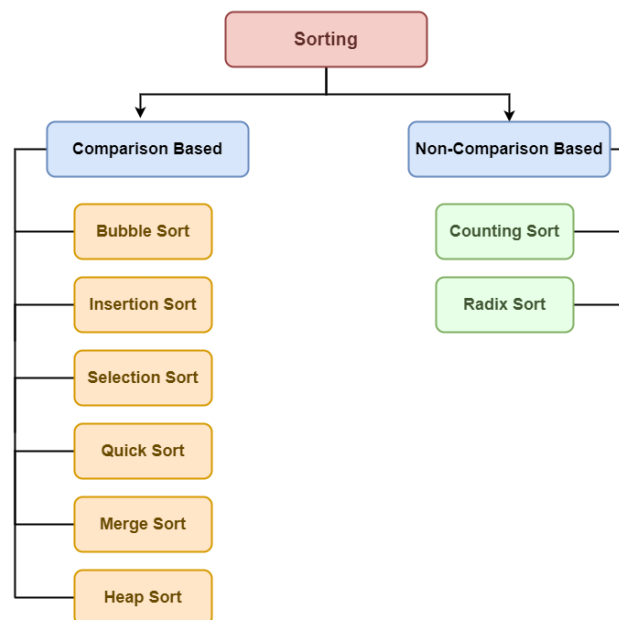 Sorting
Comparison Based
Non-Comparison Based
Bubble Sort
Counting Sort
Insertion Sort
Radix Sort
Selection Sort
Quick Sort
Merge Sort
Heap Sort